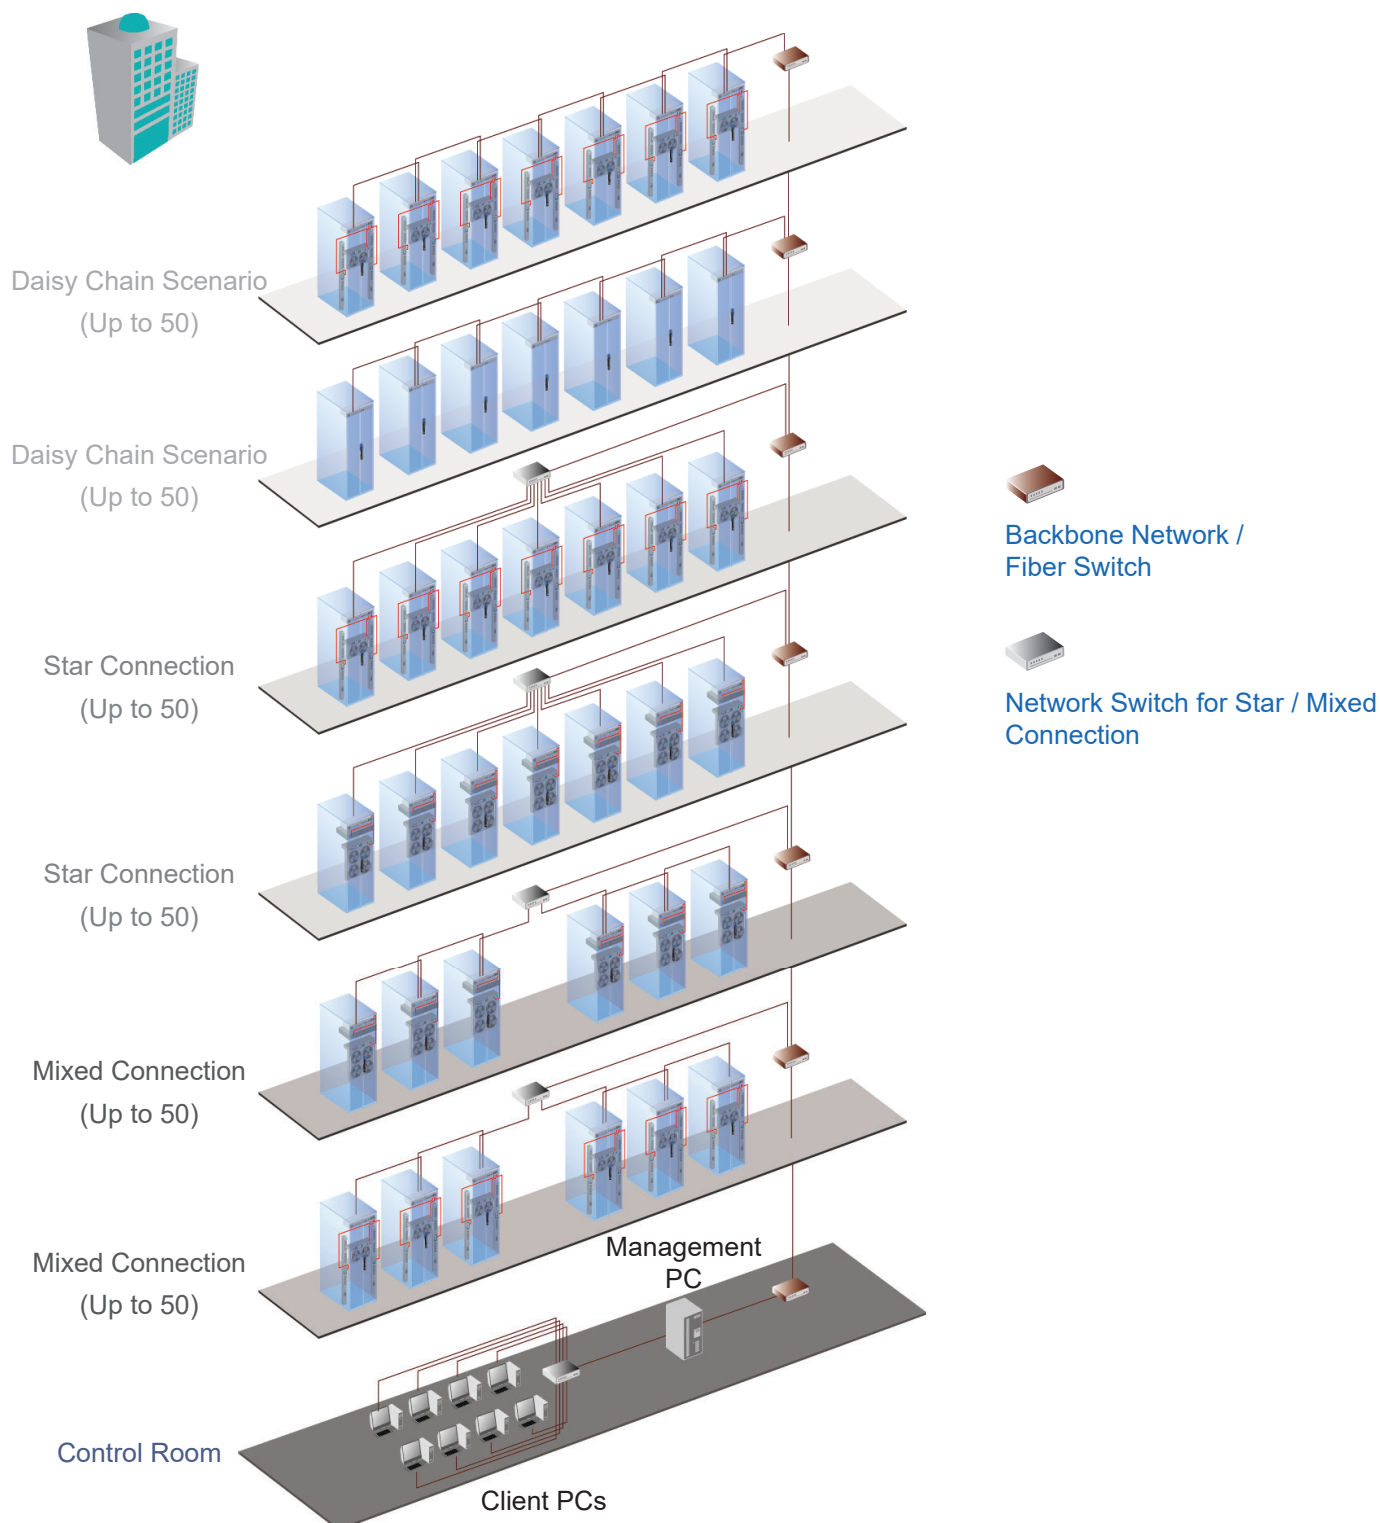 Daisy Chain Scenario
(Up to 50)
Daisy Chain Scenario
(Up to 50)
Backbone Network /
Fiber Switch
Star Connection
(Up to 50)
Network Switch for Star / Mixed
Connection
Star Connection
(Up to 50)
Mixed Connection
(Up to 50)
Mixed Connection
(Up to 50)
Management
PC
Control Room
Client PCs